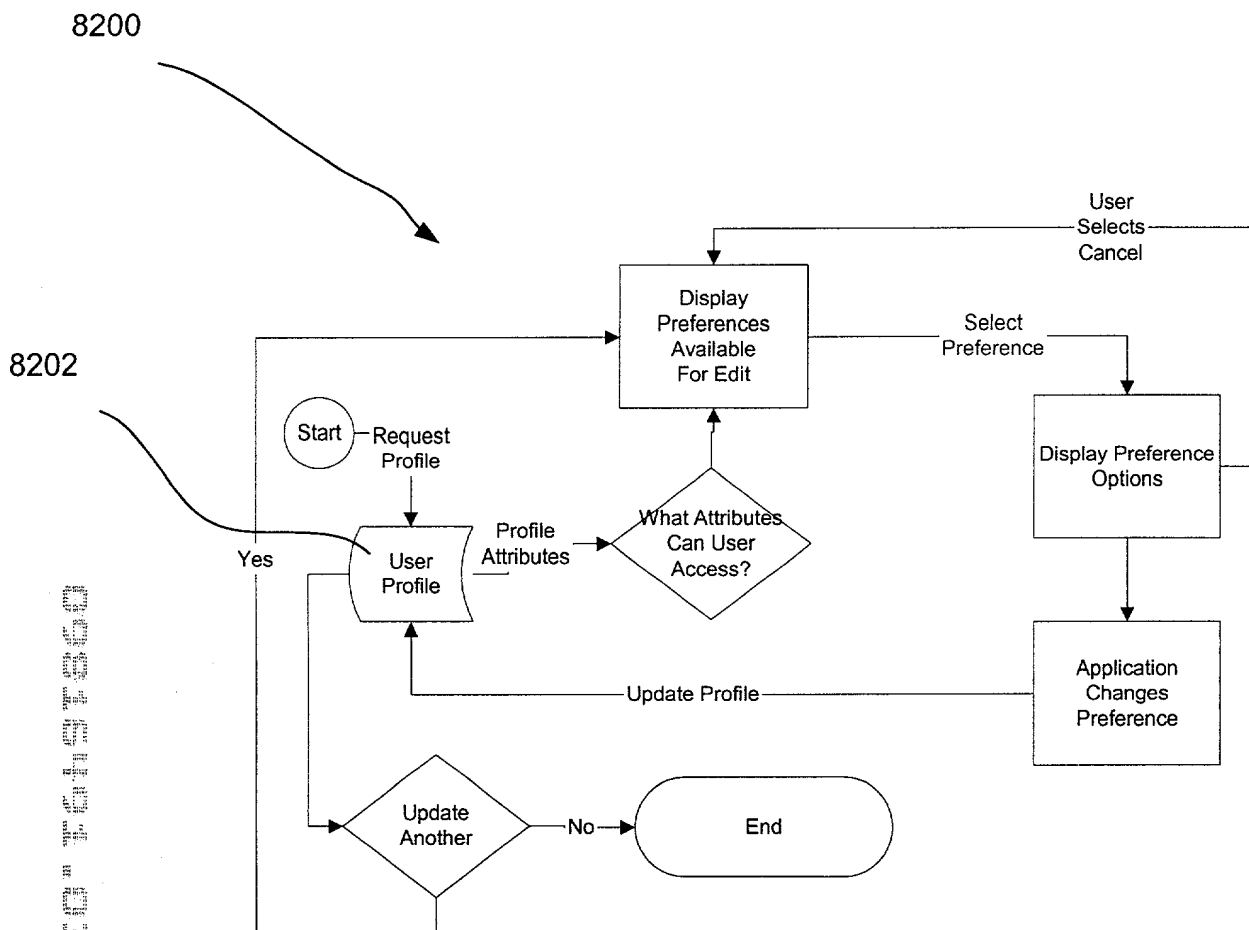 8200
User
Selects
Cancel
Display
Preferences
Available
For Edit
Select
Preference
8202
Start
Request
Profile
Display Preference
Options
What Attributes
Can User
Access?
Profile
Attributes
User
Profile
Yes
Application
Changes
Preference
Update Profile
Update
Another
No
End